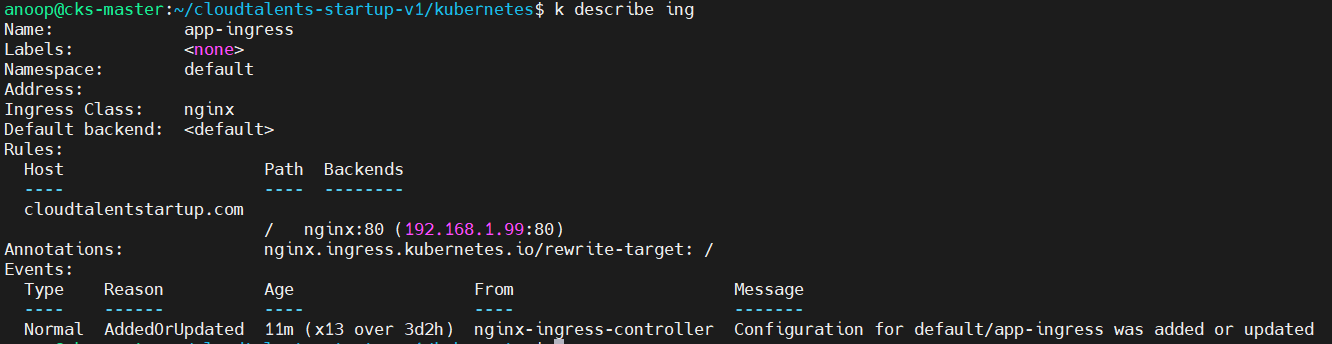 anoop@cks-master:~/cloudtalents-startup-v1/kubernetes$ k describe ing
Name:             app-ingress
Labels:           <none>
Namespace:        default
Address:
Ingress Class:    nginx
Default backend:  <default>
Rules:
  Host                    Path  Backends
  ----                    ----  --------
  cloudtalentstartup.com
                          /   nginx:80 (192.168.1.99:80)
Annotations:              nginx.ingress.kubernetes.io/rewrite-target: /
Events:
  Type    Reason          Age                  From                      Message
  ----    ------          ----                 ----                      -------
  Normal  AddedOrUpdated  11m (x13 over 3d2h)  nginx-ingress-controller  Configuration for default/app-ingress was added or updated